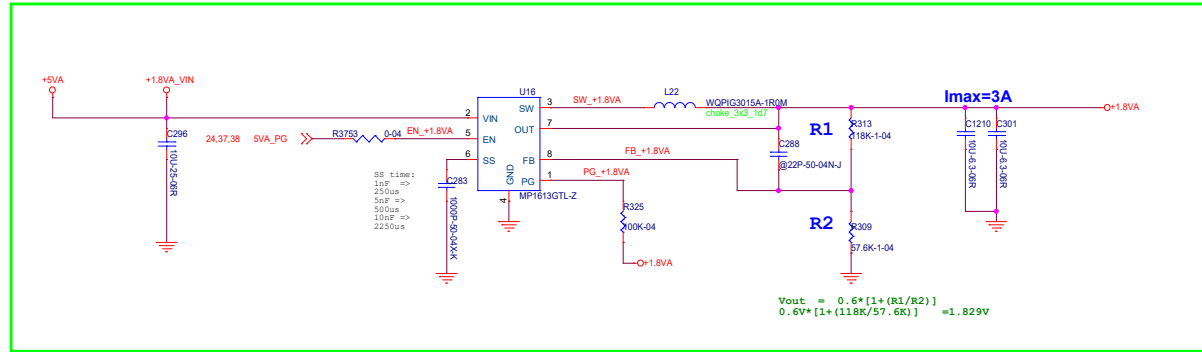 +5VA
+1.8VA_VIN
C296
10U-25-06R
24,37,38
5VA_PG
R3753
0-04
EN_+1.8VA
SS time:
1nF =>
250us
5nF =>
500us
10nF =>
2250us
C283
1000P-50-04X-K
U16
2
VIN
5
EN
6
SS
4
GND
SW
3
OUT
7
FB
8
PG
1
MP1613GTL-Z
SW_+1.8VA
L22
WQPIG3015A-1R0M
choke_3x3_1d7
FB_+1.8VA
PG_+1.8VA
R325
100K-04
+1.8VA
C288
@22P-50-04N-J
R1
R313
118K-1-04
R2
R309
57.6K-1-04
Imax=3A
C1210
10U-6.3-06R
C301
10U-6.3-06R
+1.8VA
Vout = 0.6*[1+(R1/R2)]
0.6V*[1+(118K/57.6K)] =1.829V